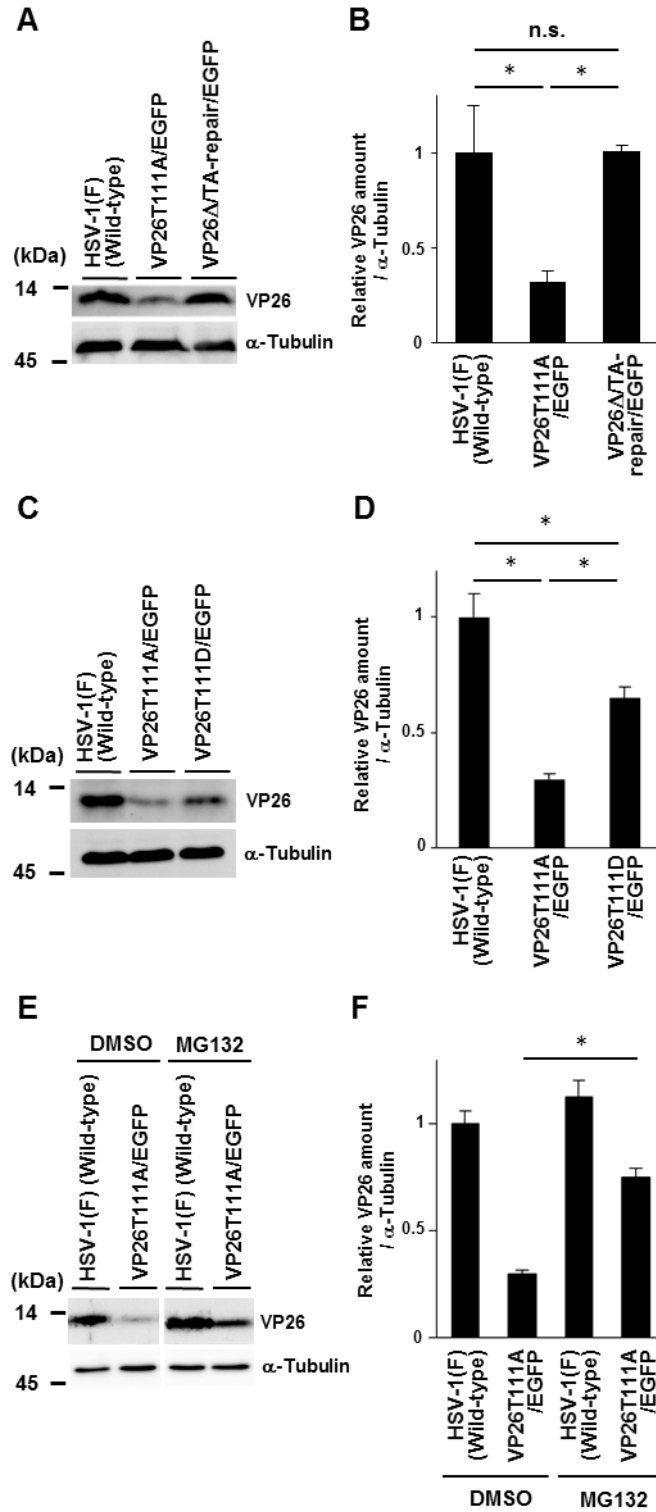 A
HSV-1(F)
(Wild-type)
VP26T111A/EGFP
VP26Δ/TA-repair/EGFP
(kDa)
14
VP26
α-Tubulin
45
B
n.s.
*
*
Relative VP26 amount
/ α-Tubulin
1
0.5
0
HSV-1(F)
(Wild-type)
VP26T111A
/EGFP
VP26Δ/TA-
repair/EGFP
C
HSV-1(F)
(Wild-type)
VP26T111A/EGFP
VP26T111D/EGFP
(kDa)
14
VP26
α-Tubulin
45
D
*
*
*
Relative VP26 amount
/ α-Tubulin
1
0.5
0
HSV-1(F)
(Wild-type)
VP26T111A
/EGFP
VP26T111D
/EGFP
E
DMSO
MG132
HSV-1(F) (Wild-type)
VP26T111A/EGFP
HSV-1(F) (Wild-type)
VP26T111A/EGFP
(kDa)
14
VP26
α-Tubulin
45
F
*
Relative VP26 amount
/ α-Tubulin
1
0.5
0
HSV-1(F)
(Wild-type)
VP26T111A
/EGFP
HSV-1(F)
(Wild-type)
VP26T111A
/EGFP
DMSO
MG132